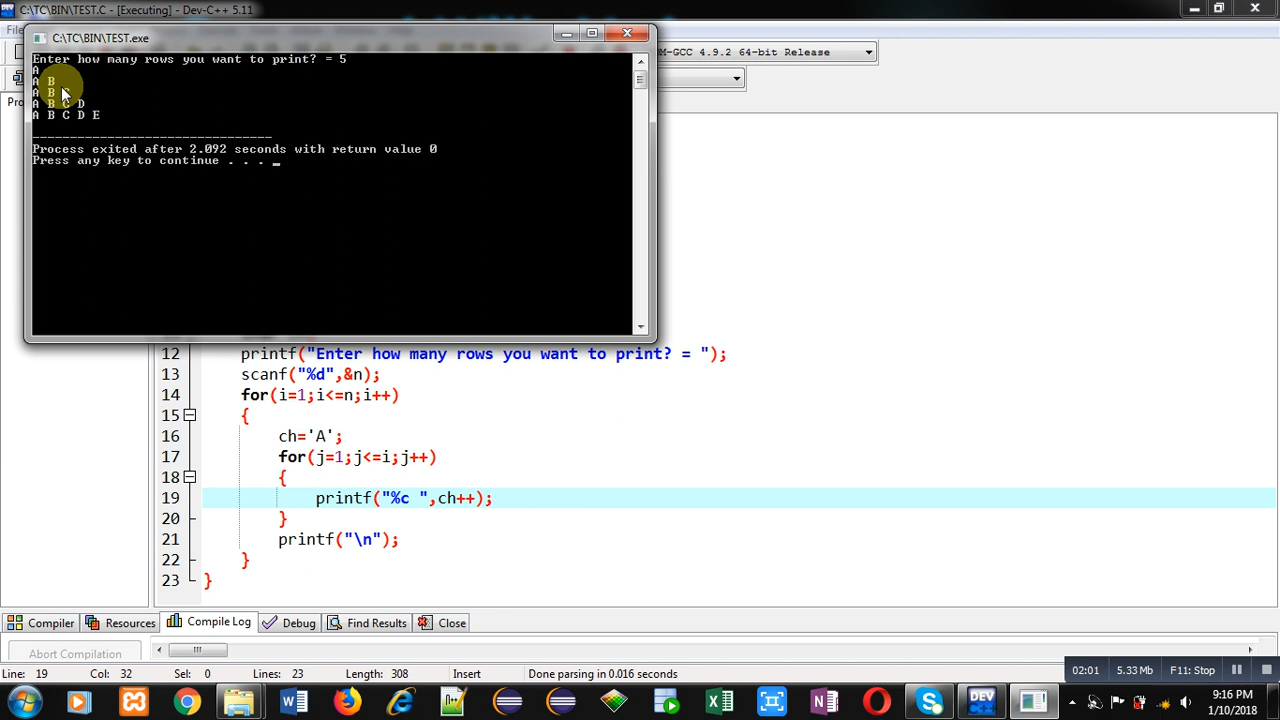 C:\TC\BIN\TEST.C - [Executing] - Dev-C++ 5.11
C:\TC\BIN\TEST.exe
M-GCC 4.9.2 64-bit Release
Enter how many rows you want to print? = 5
A
A B
A B
A B C D
A B C D E
--------------------------------
Process exited after 2.092 seconds with return value 0
Press any key to continue . . . _
12 printf("Enter how many rows you want to print? = ");
13 scanf("%d",&n);
14 for(i=1;i<=n;i++)
15 {
16 ch='A';
17 for(j=1;j<=i;j++)
18 {
19 printf("%c ",ch++);
20 }
21 printf("\n");
22 }
23 }
Compiler Resources Compile Log Debug Find Results Close
Abort Compilation
Line: 19 Col: 32 Sel: 0 Lines: 23 Length: 308 Insert Done parsing in 0.016 seconds
02:01 5.33 Mb F11: Stop
DEV C++
9:16 PM
1/10/2018